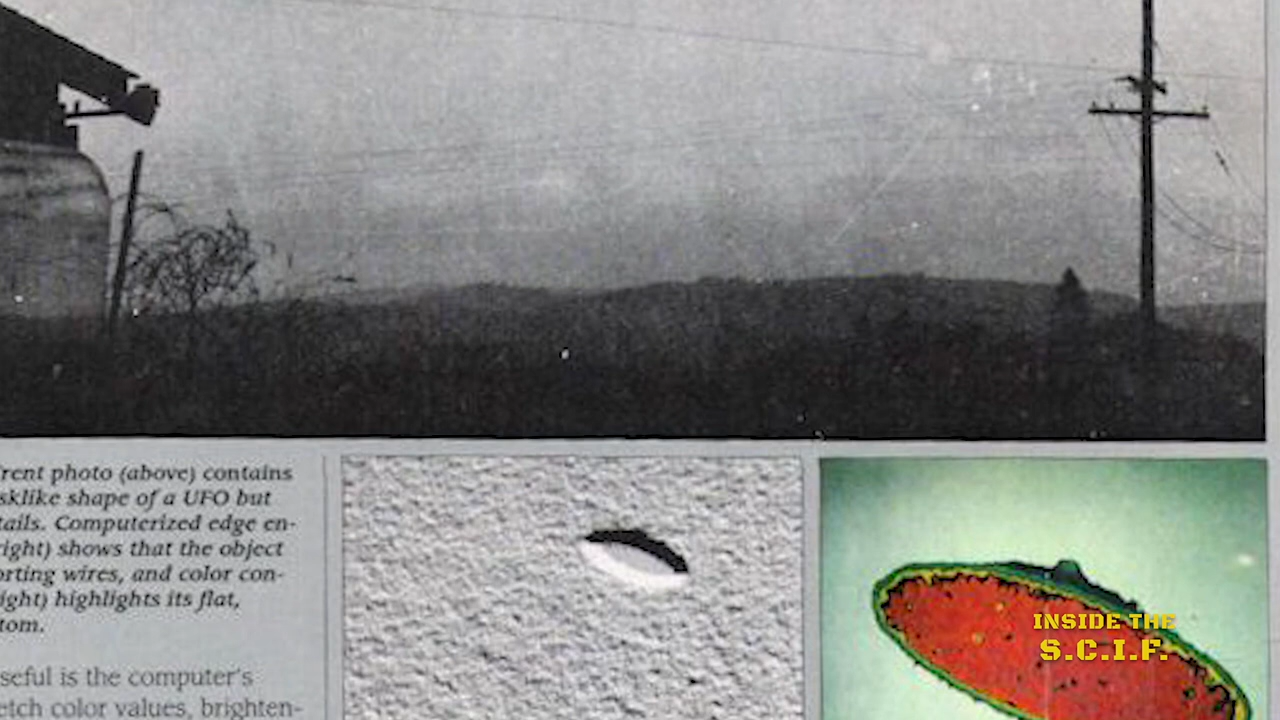 rent photo (above) contains
sklike shape of a UFO but
tails. Computerized edge en-
right) shows that the object
orting wires, and color con-
ight) highlights its flat,
tom.
seful is the computer's
etch color values, brighten-
INSIDE THE
S.C.I.F.